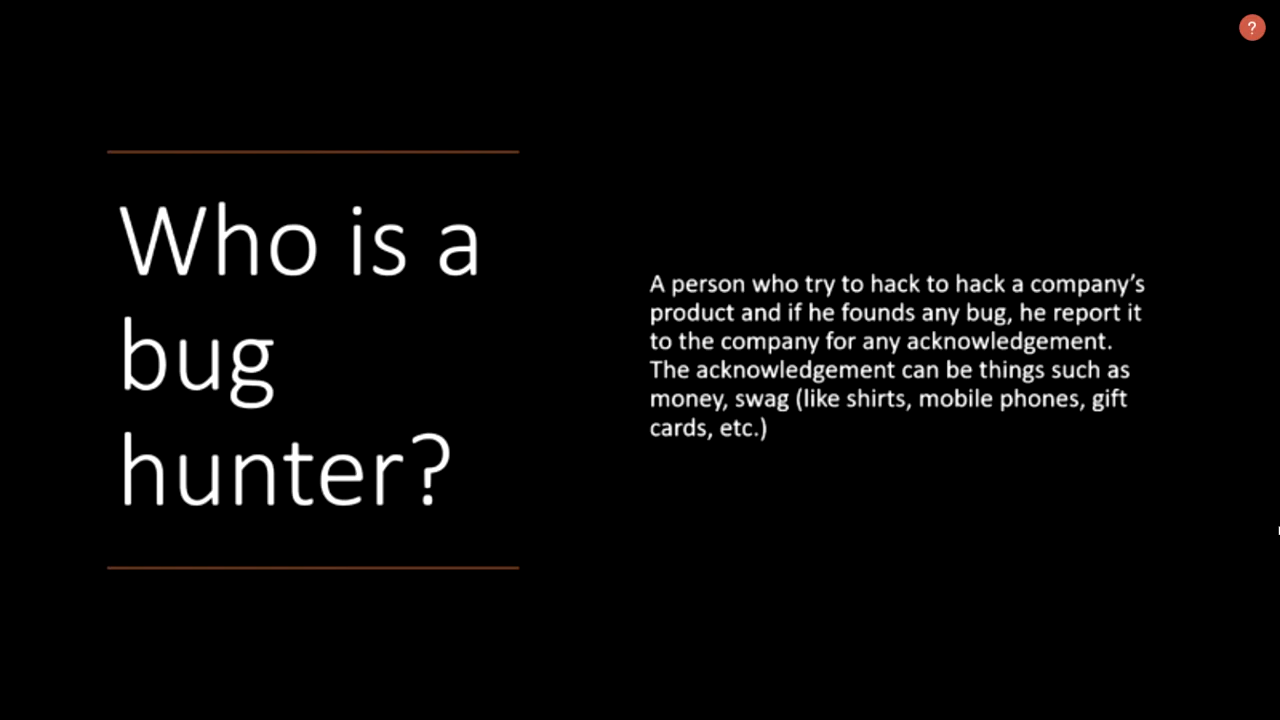 ?
Who is a
bug
hunter?
A person who try to hack to hack a company’s
product and if he founds any bug, he report it
to the company for any acknowledgement.
The acknowledgement can be things such as
money, swag (like shirts, mobile phones, gift
cards, etc.)